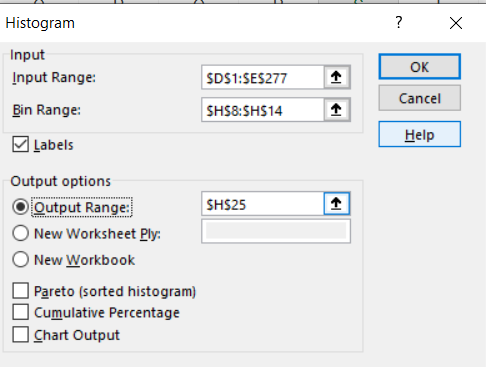 Histogram ? ×
Input
Input Range: $D$1:$E$277
Bin Range: $H$8:$H$14
Labels
OK
Cancel
Help
Output options
Output Range: $H$25
New Worksheet Ply:
New Workbook
Pareto (sorted histogram)
Cumulative Percentage
Chart Output